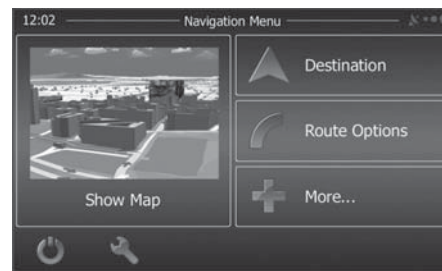 12:02 Navigation Menu
Destination
Route Options
Show Map
More...